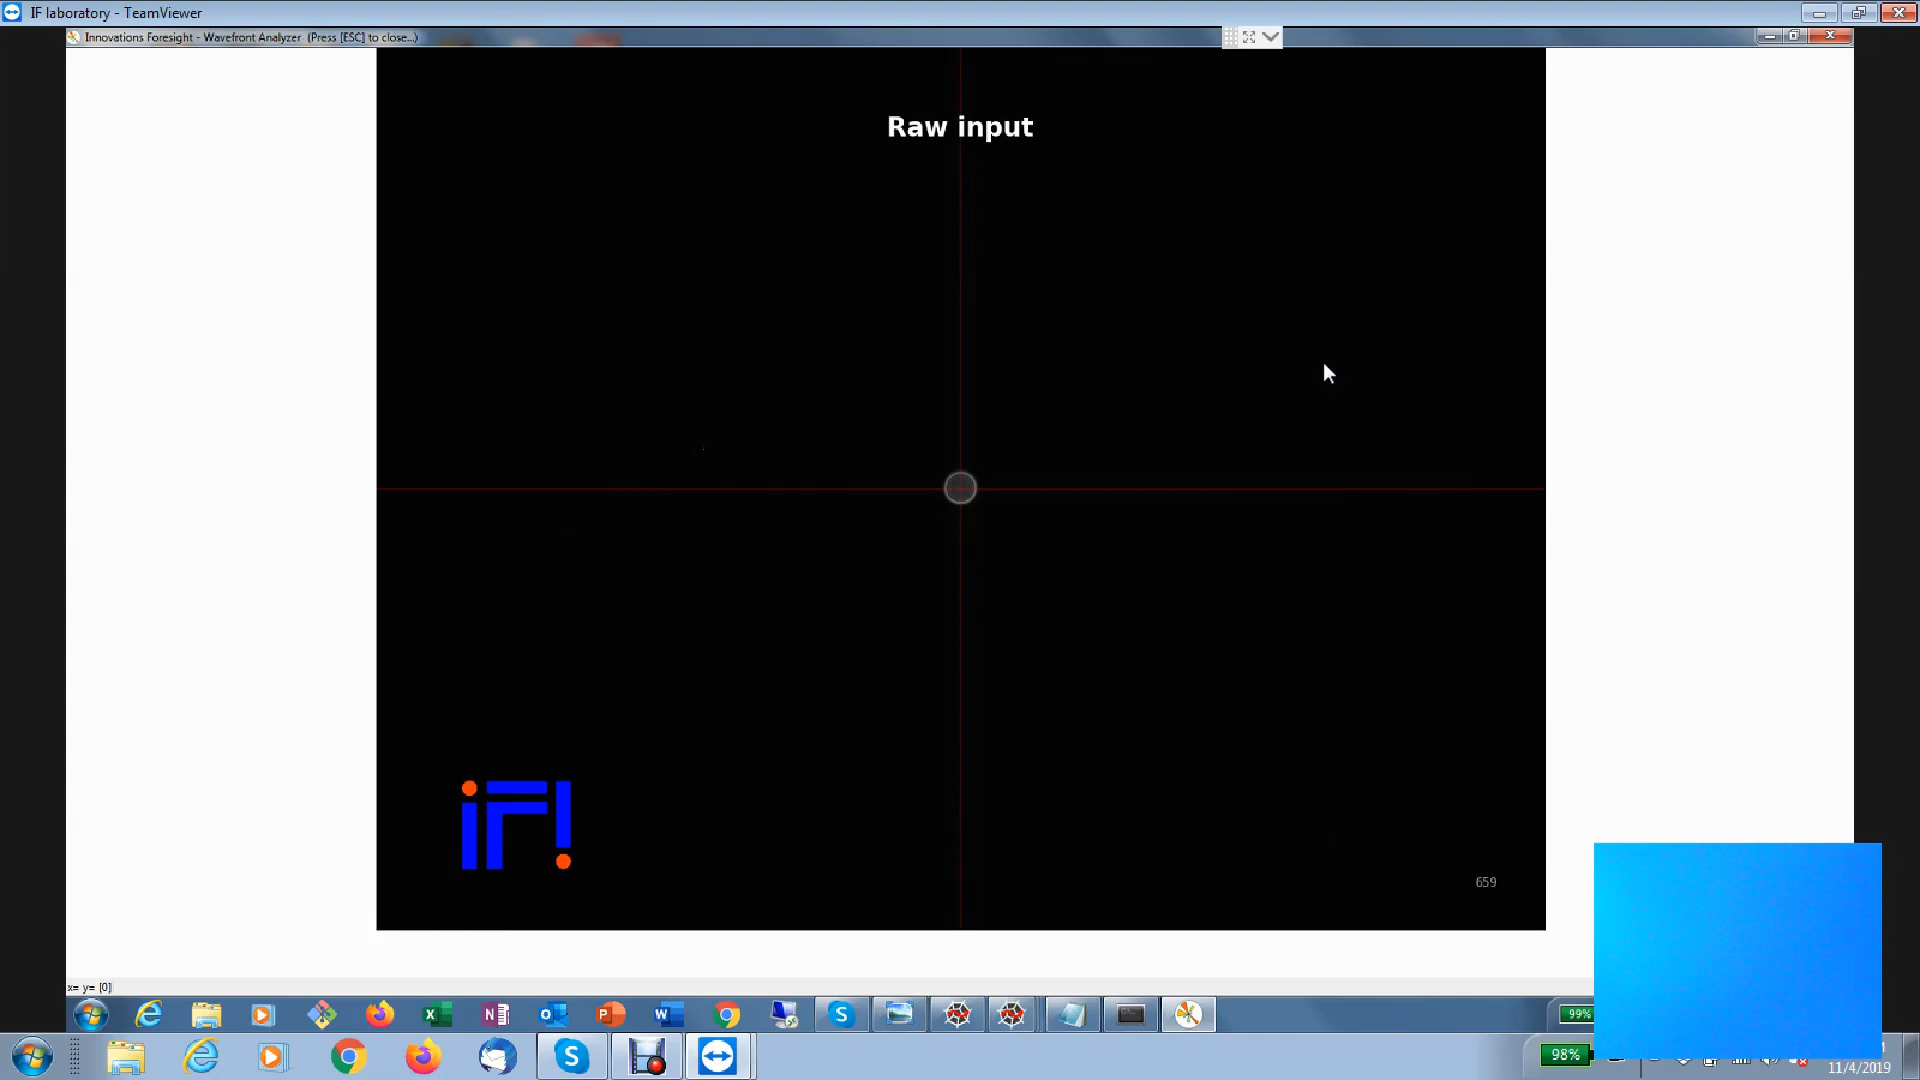 IF laboratory - TeamViewer
Innovations Foresight - Wavefront Analyzer (Press [ESC] to close...)
Raw input
iF!
659
x= y= [0]
99%
98%
11/4/2019